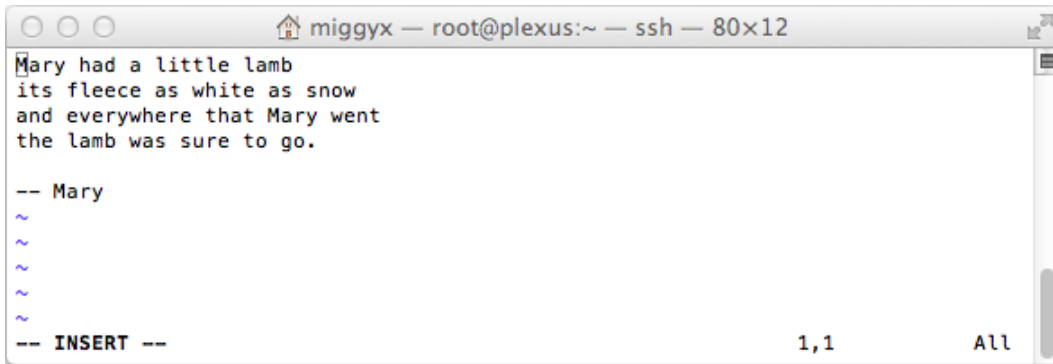 miggyx — root@plexus:~ — ssh — 80×12
Mary had a little lamb
its fleece as white as snow
and everywhere that Mary went
the lamb was sure to go.
-- Mary
~
~
~
~
~
-- INSERT -- 1,1 All